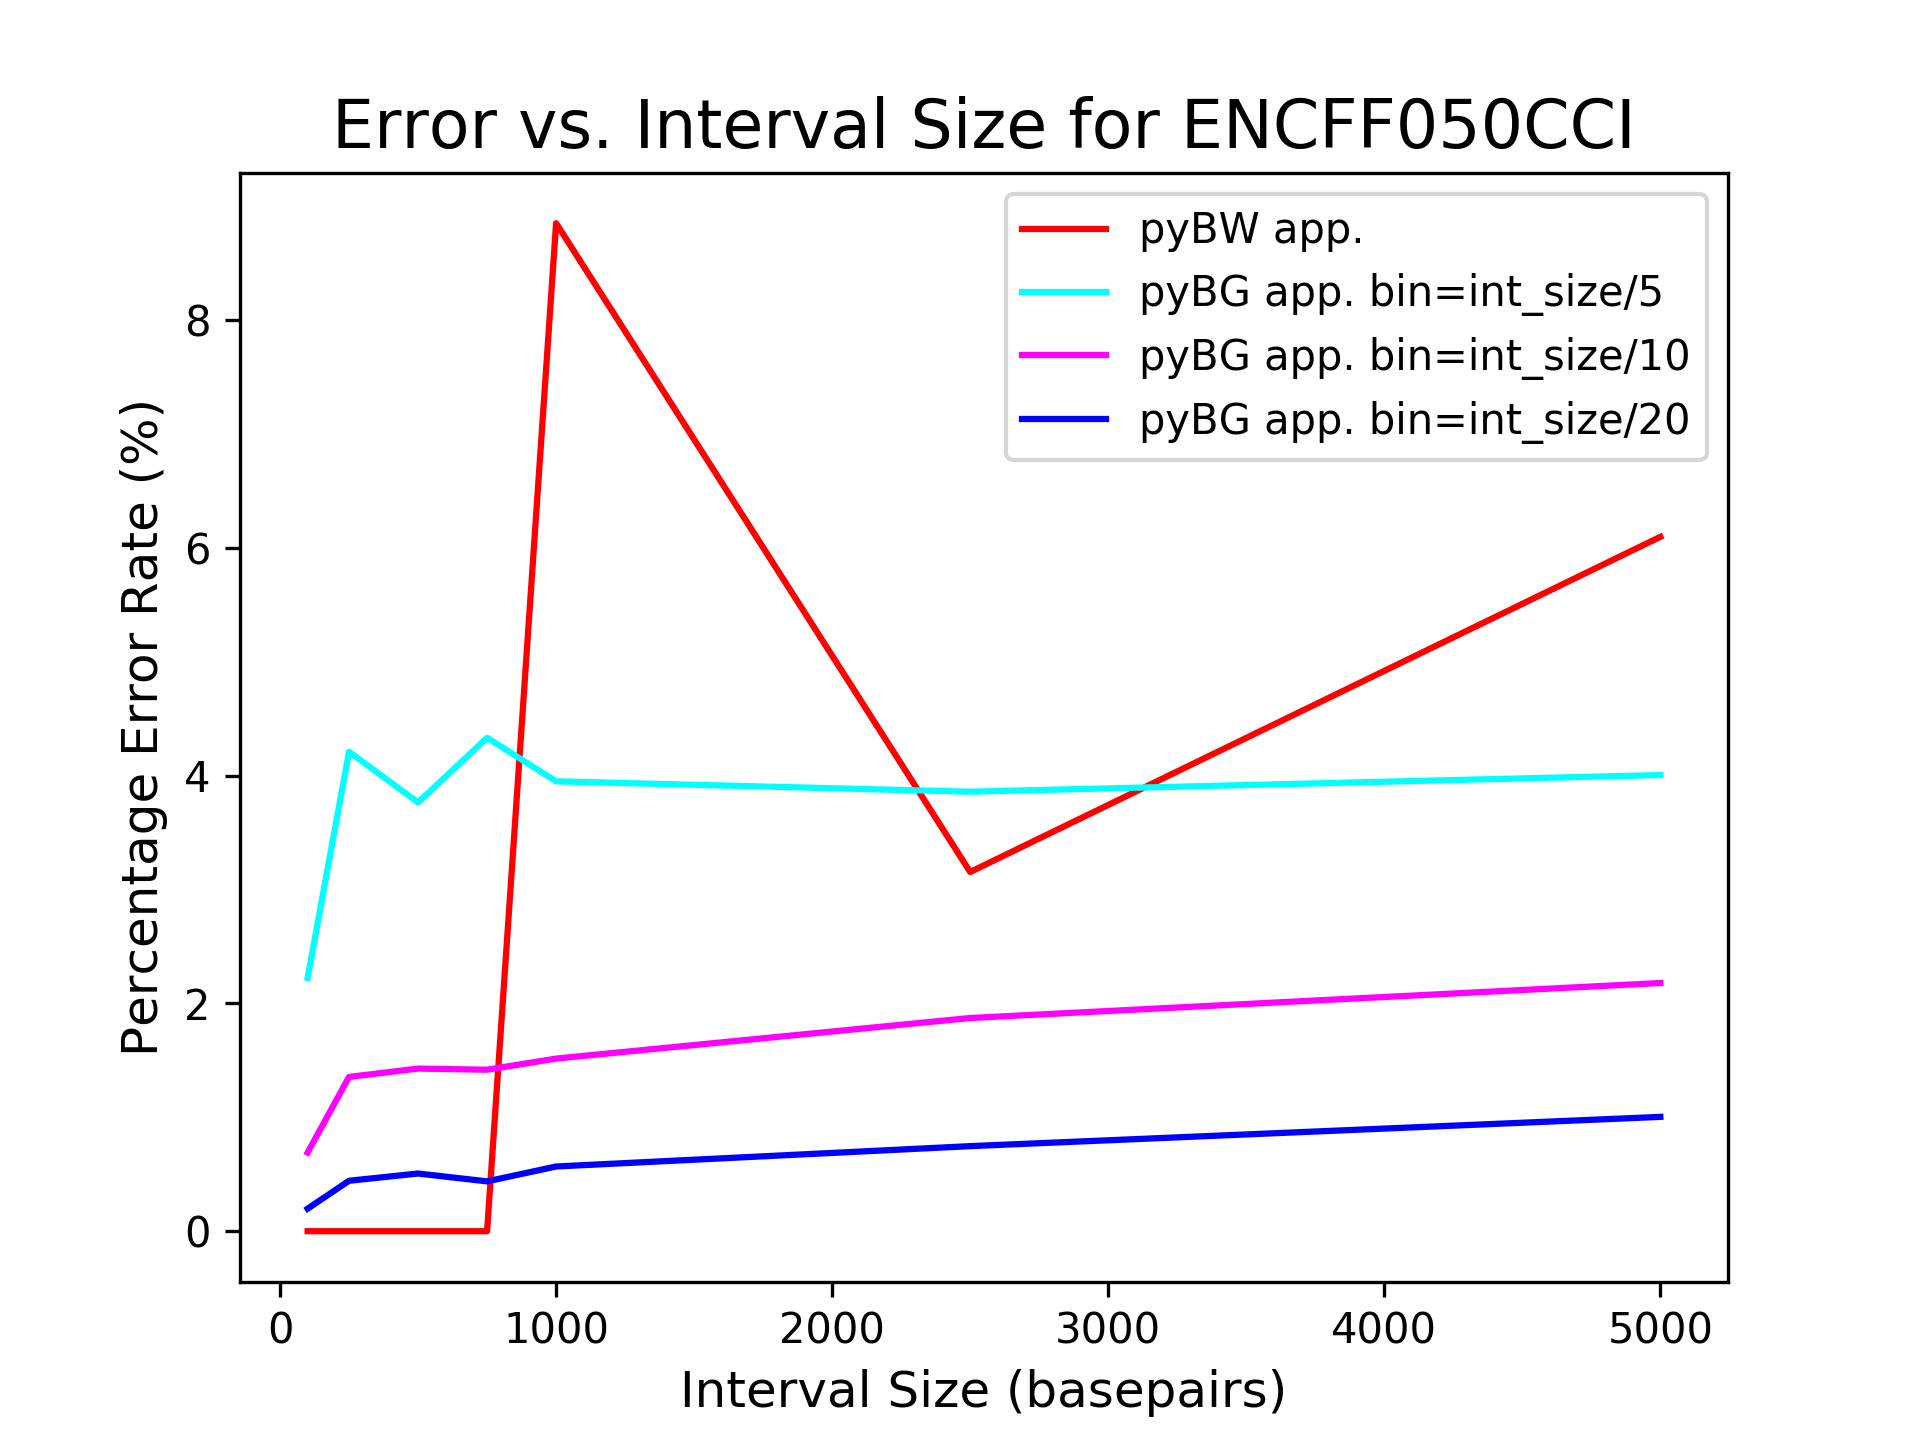 Error vs. Interval Size for ENCFF050CCI
pyBW app.
pyBG app. bin=int_size/5
pyBG app. bin=int_size/10
pyBG app. bin=int_size/20
Percentage Error Rate (%)
8
6
4
2
0
0 1000 2000 3000 4000 5000
Interval Size (basepairs)